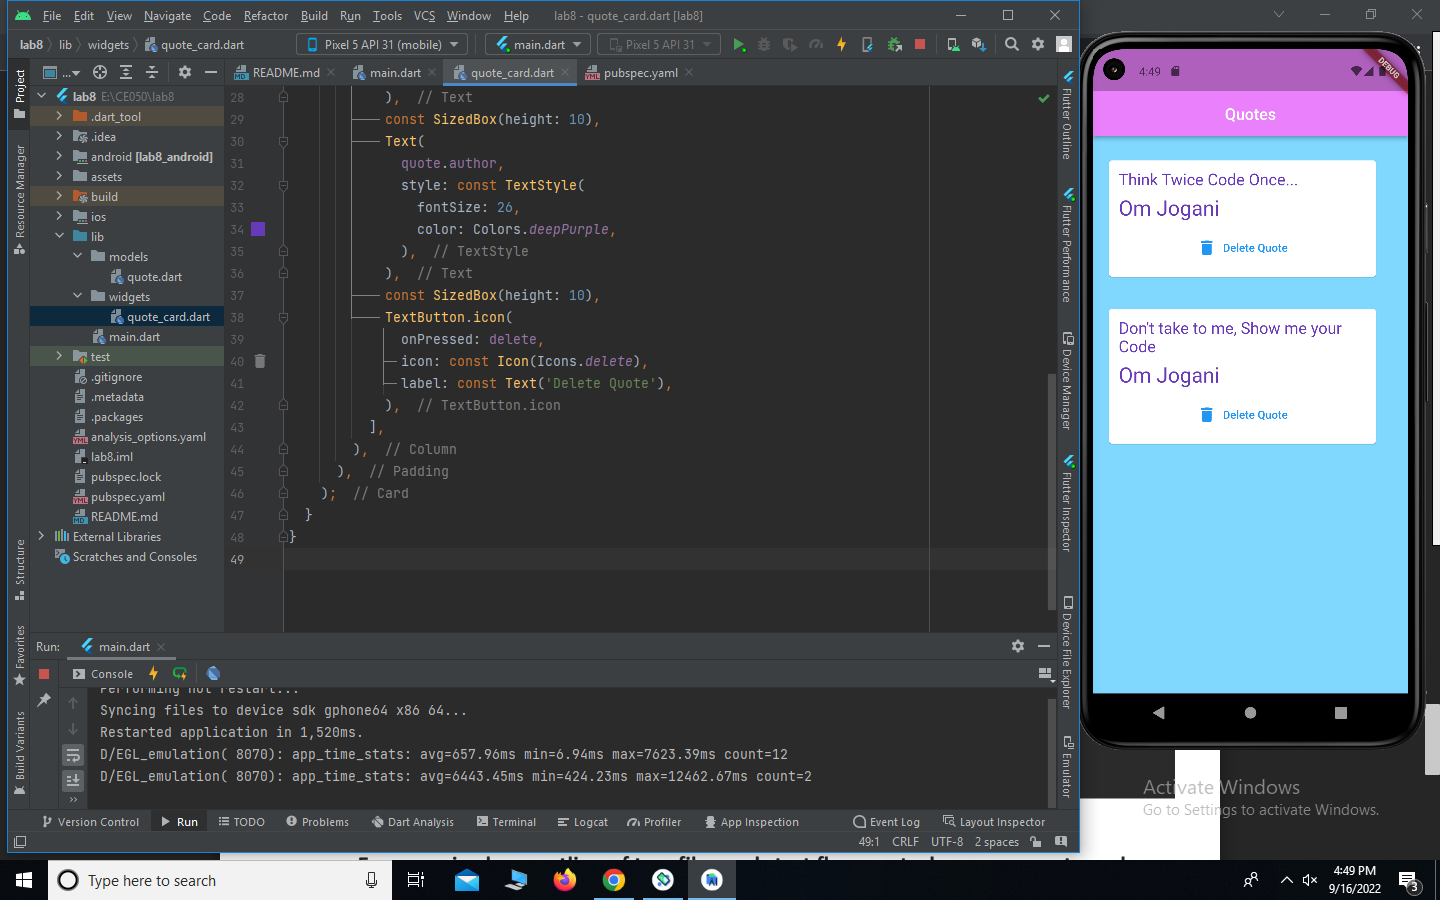 File Edit View Navigate Code Refactor Build Run Tools VCS Window Help lab8 - quote_card.dart [lab8]
lab8 lib widgets quote_card.dart Pixel 5 API 31 (mobile) main.dart Pixel 5 API 31
... README.md main.dart quote_card.dart pubspec.yaml
Project
Resource Manager
Structure
Favorites
Build Variants
lab8 E:\CE050\lab8
.dart_tool
.idea
android [lab8_android]
assets
build
ios
lib
models
quote.dart
widgets
quote_card.dart
main.dart
test
.gitignore
.metadata
.packages
analysis_options.yaml
lab8.iml
pubspec.lock
pubspec.yaml
README.md
External Libraries
Scratches and Consoles
28 ), // Text
29 const SizedBox(height: 10),
30 Text(
31 quote.author,
32 style: const TextStyle(
33 fontSize: 26,
34 color: Colors.deepPurple,
35 ), // TextStyle
36 ), // Text
37 const SizedBox(height: 10),
38 TextButton.icon(
39 onPressed: delete,
40 icon: const Icon(Icons.delete),
41 label: const Text('Delete Quote'),
42 ), // TextButton.icon
43 ],
44 ), // Column
45 ), // Padding
46 ); // Card
47 }
48 }
49
Flutter Outline
Flutter Performance
Device Manager
Flutter Inspector
Device File Explorer
Emulator
Run: main.dart
Console
Performing hot restart...
Syncing files to device sdk gphone64 x86 64...
Restarted application in 1,520ms.
D/EGL_emulation( 8070): app_time_stats: avg=657.96ms min=6.94ms max=7623.39ms count=12
D/EGL_emulation( 8070): app_time_stats: avg=6443.45ms min=424.23ms max=12462.67ms count=2
Version Control Run TODO Problems Dart Analysis Terminal Logcat Profiler App Inspection Event Log Layout Inspector
49:1 CRLF UTF-8 2 spaces
4:49
DEBUG
Quotes
Think Twice Code Once...
Om Jogani
Delete Quote
Don't take to me, Show me your
Code
Om Jogani
Delete Quote
Activate Windows
Go to Settings to activate Windows.
Type here to search
4:49 PM
9/16/2022
3